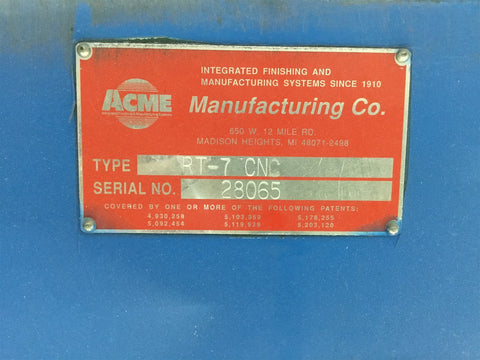 INTEGRATED FINISHING AND
MANUFACTURING SYSTEMS SINCE 1910
ACME
Manufacturing Co.
650 W. 12 MILE RD.
MADISON HEIGHTS, MI 48071-2498
TYPE RT-7 CNC
SERIAL NO. 28065
COVERED BY ONE OR MORE OF THE FOLLOWING PATENTS:
4,930,259 5,103,959 5,178,255
5,092,454 5,119,939 5,203,120